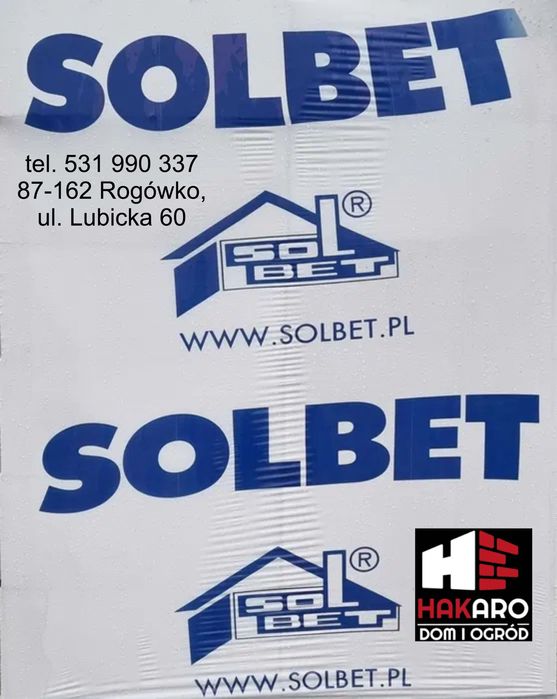 SOLBET
tel. 531 990 337
87-162 Rogówko,
ul. Lubicka 60
SOL
BET
®
WWW.SOLBET.PL
SOLBET
SOL
BET
®
WWW.SOLBET.PL
HAKARO
DOM I OGRÓD